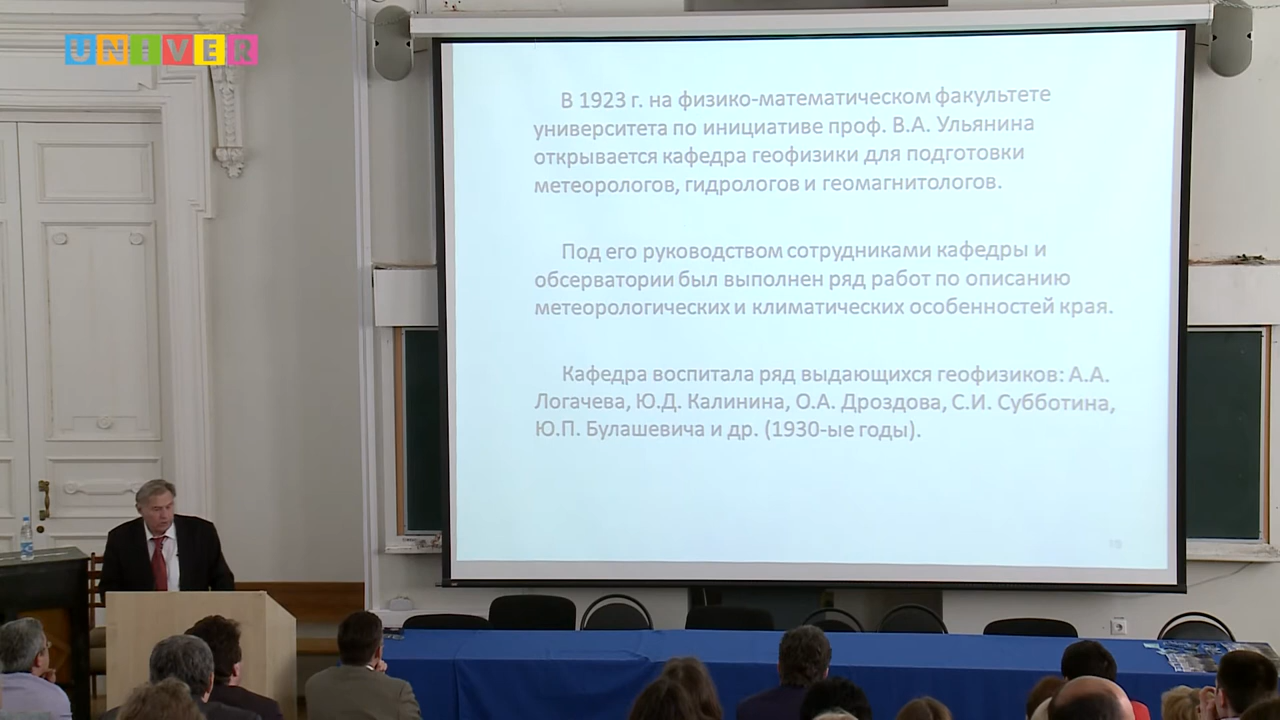 UNIVER
В 1923 г. на физико-математическом факультете
университета по инициативе проф. В.А. Ульянина
открывается кафедра геофизики для подготовки
метеорологов, гидрологов и геомагнитологов.
Под его руководством сотрудниками кафедры и
обсерватории был выполнен ряд работ по описанию
метеорологических и климатических особенностей края.
Кафедра воспитала ряд выдающихся геофизиков: А.А.
Логачева, Ю.Д. Калинина, О.А. Дроздова, С.И. Субботина,
Ю.П. Булашевича и др. (1930-ые годы).